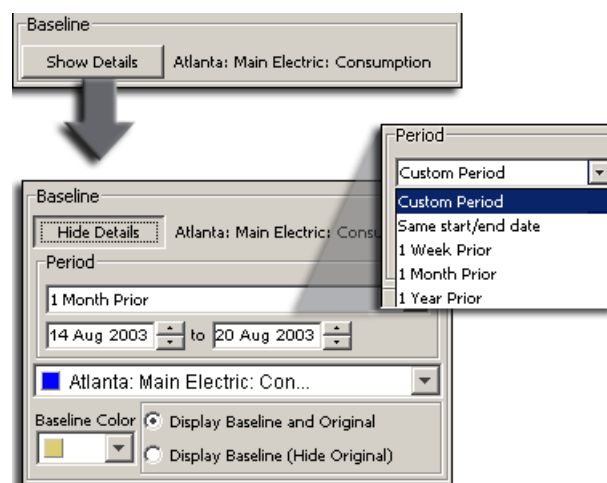 Baseline
Show Details Atlanta: Main Electric: Consumption
Period
Custom Period
Custom Period
Same start/end date
1 Week Prior
1 Month Prior
1 Year Prior
Baseline
Hide Details Atlanta: Main Electric: Consu
Period
1 Month Prior
14 Aug 2003 to 20 Aug 2003
Atlanta: Main Electric: Con...
Baseline Color Display Baseline and Original
Display Baseline (Hide Original)